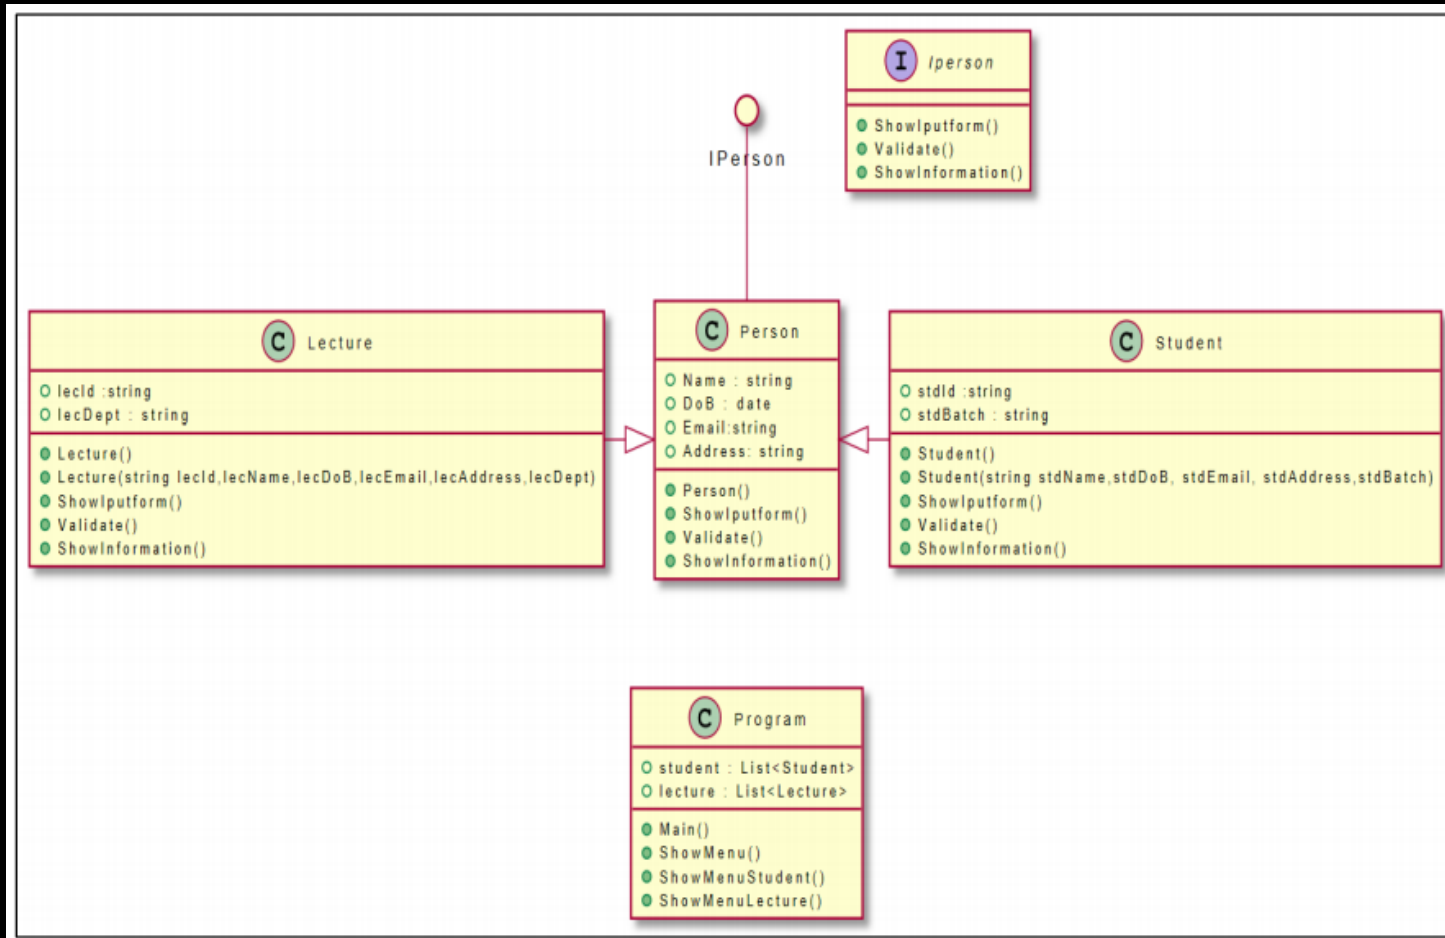 I Iperson
ShowIputform()
Validate()
ShowInformation()
IPerson
C Lecture
lecId :string
lecDept : string
Lecture()
Lecture(string lecId,lecName,lecDoB,lecEmail,lecAddress,lecDept)
ShowIputform()
Validate()
ShowInformation()
C Person
Name : string
DoB : date
Email:string
Address: string
Person()
ShowIputform()
Validate()
ShowInformation()
C Student
stdId :string
stdBatch : string
Student()
Student(string stdName,stdDoB, stdEmail, stdAddress,stdBatch)
ShowIputform()
Validate()
ShowInformation()
C Program
student : List<Student>
lecture : List<Lecture>
Main()
ShowMenu()
ShowMenuStudent()
ShowMenuLecture()